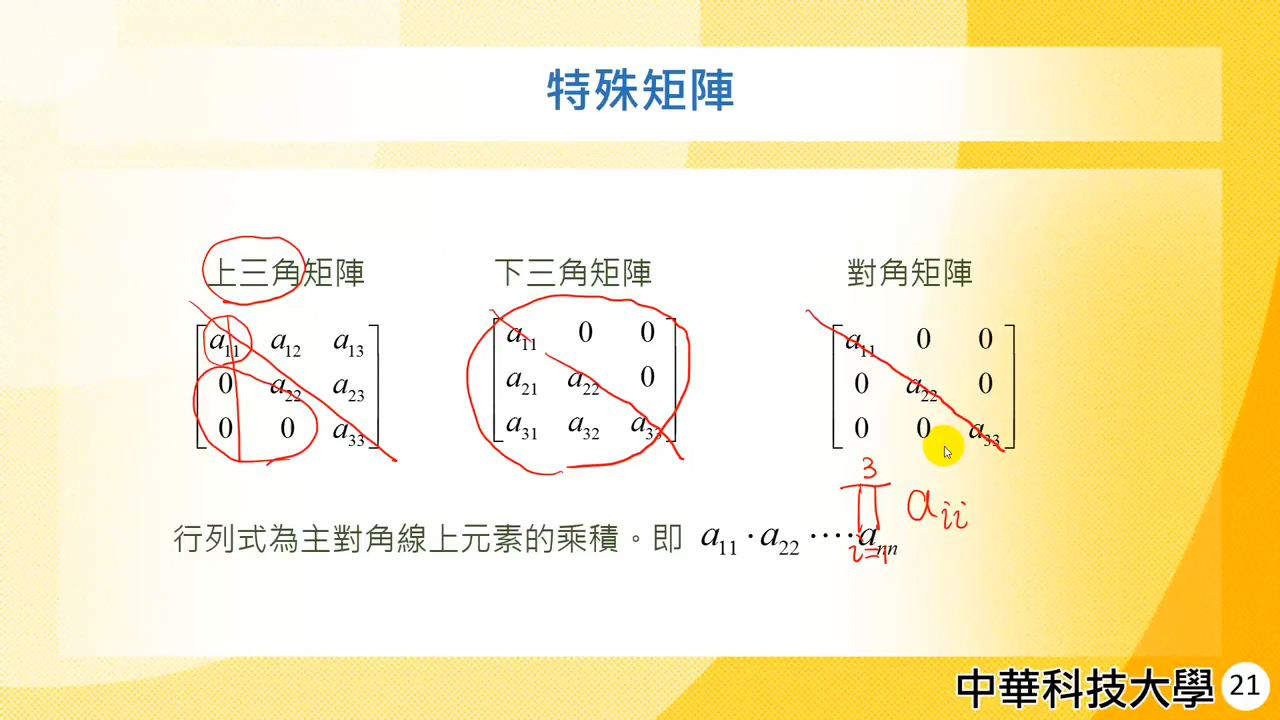 特殊矩陣
上三角矩陣 下三角矩陣 對角矩陣
a11 a12 a13
0 a22 a23
0 0 a33
a11 0 0
a21 a22 0
a31 a32 a33
a11 0 0
0 a22 0
0 0 a33
3
∏ aii
i=1
行列式為主對角線上元素的乘積。即 a11 · a22 ···· ann
中華科技大學 21